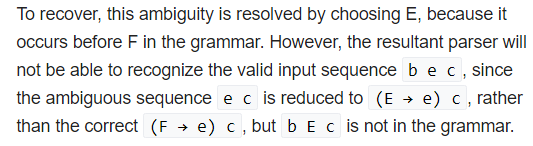 To recover, this ambiguity is resolved by choosing E, because it
occurs before F in the grammar. However, the resultant parser will
not be able to recognize the valid input sequence b e c, since
the ambiguous sequence e c is reduced to (E → e) c, rather
than the correct (F → e) c, but b E c is not in the grammar.